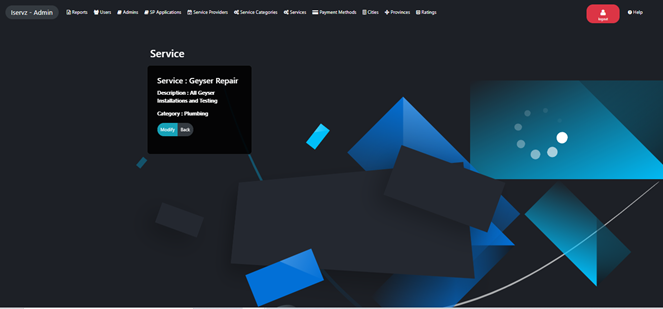 Iservz - Admin Reports Users Admins SP Applications Service Providers Service Categories Services Payment Methods Cities Provinces Ratings Help
Service
Service : Geyser Repair
Description : All Geyser
Installations and Testing
Category : Plumbing
Modify Back